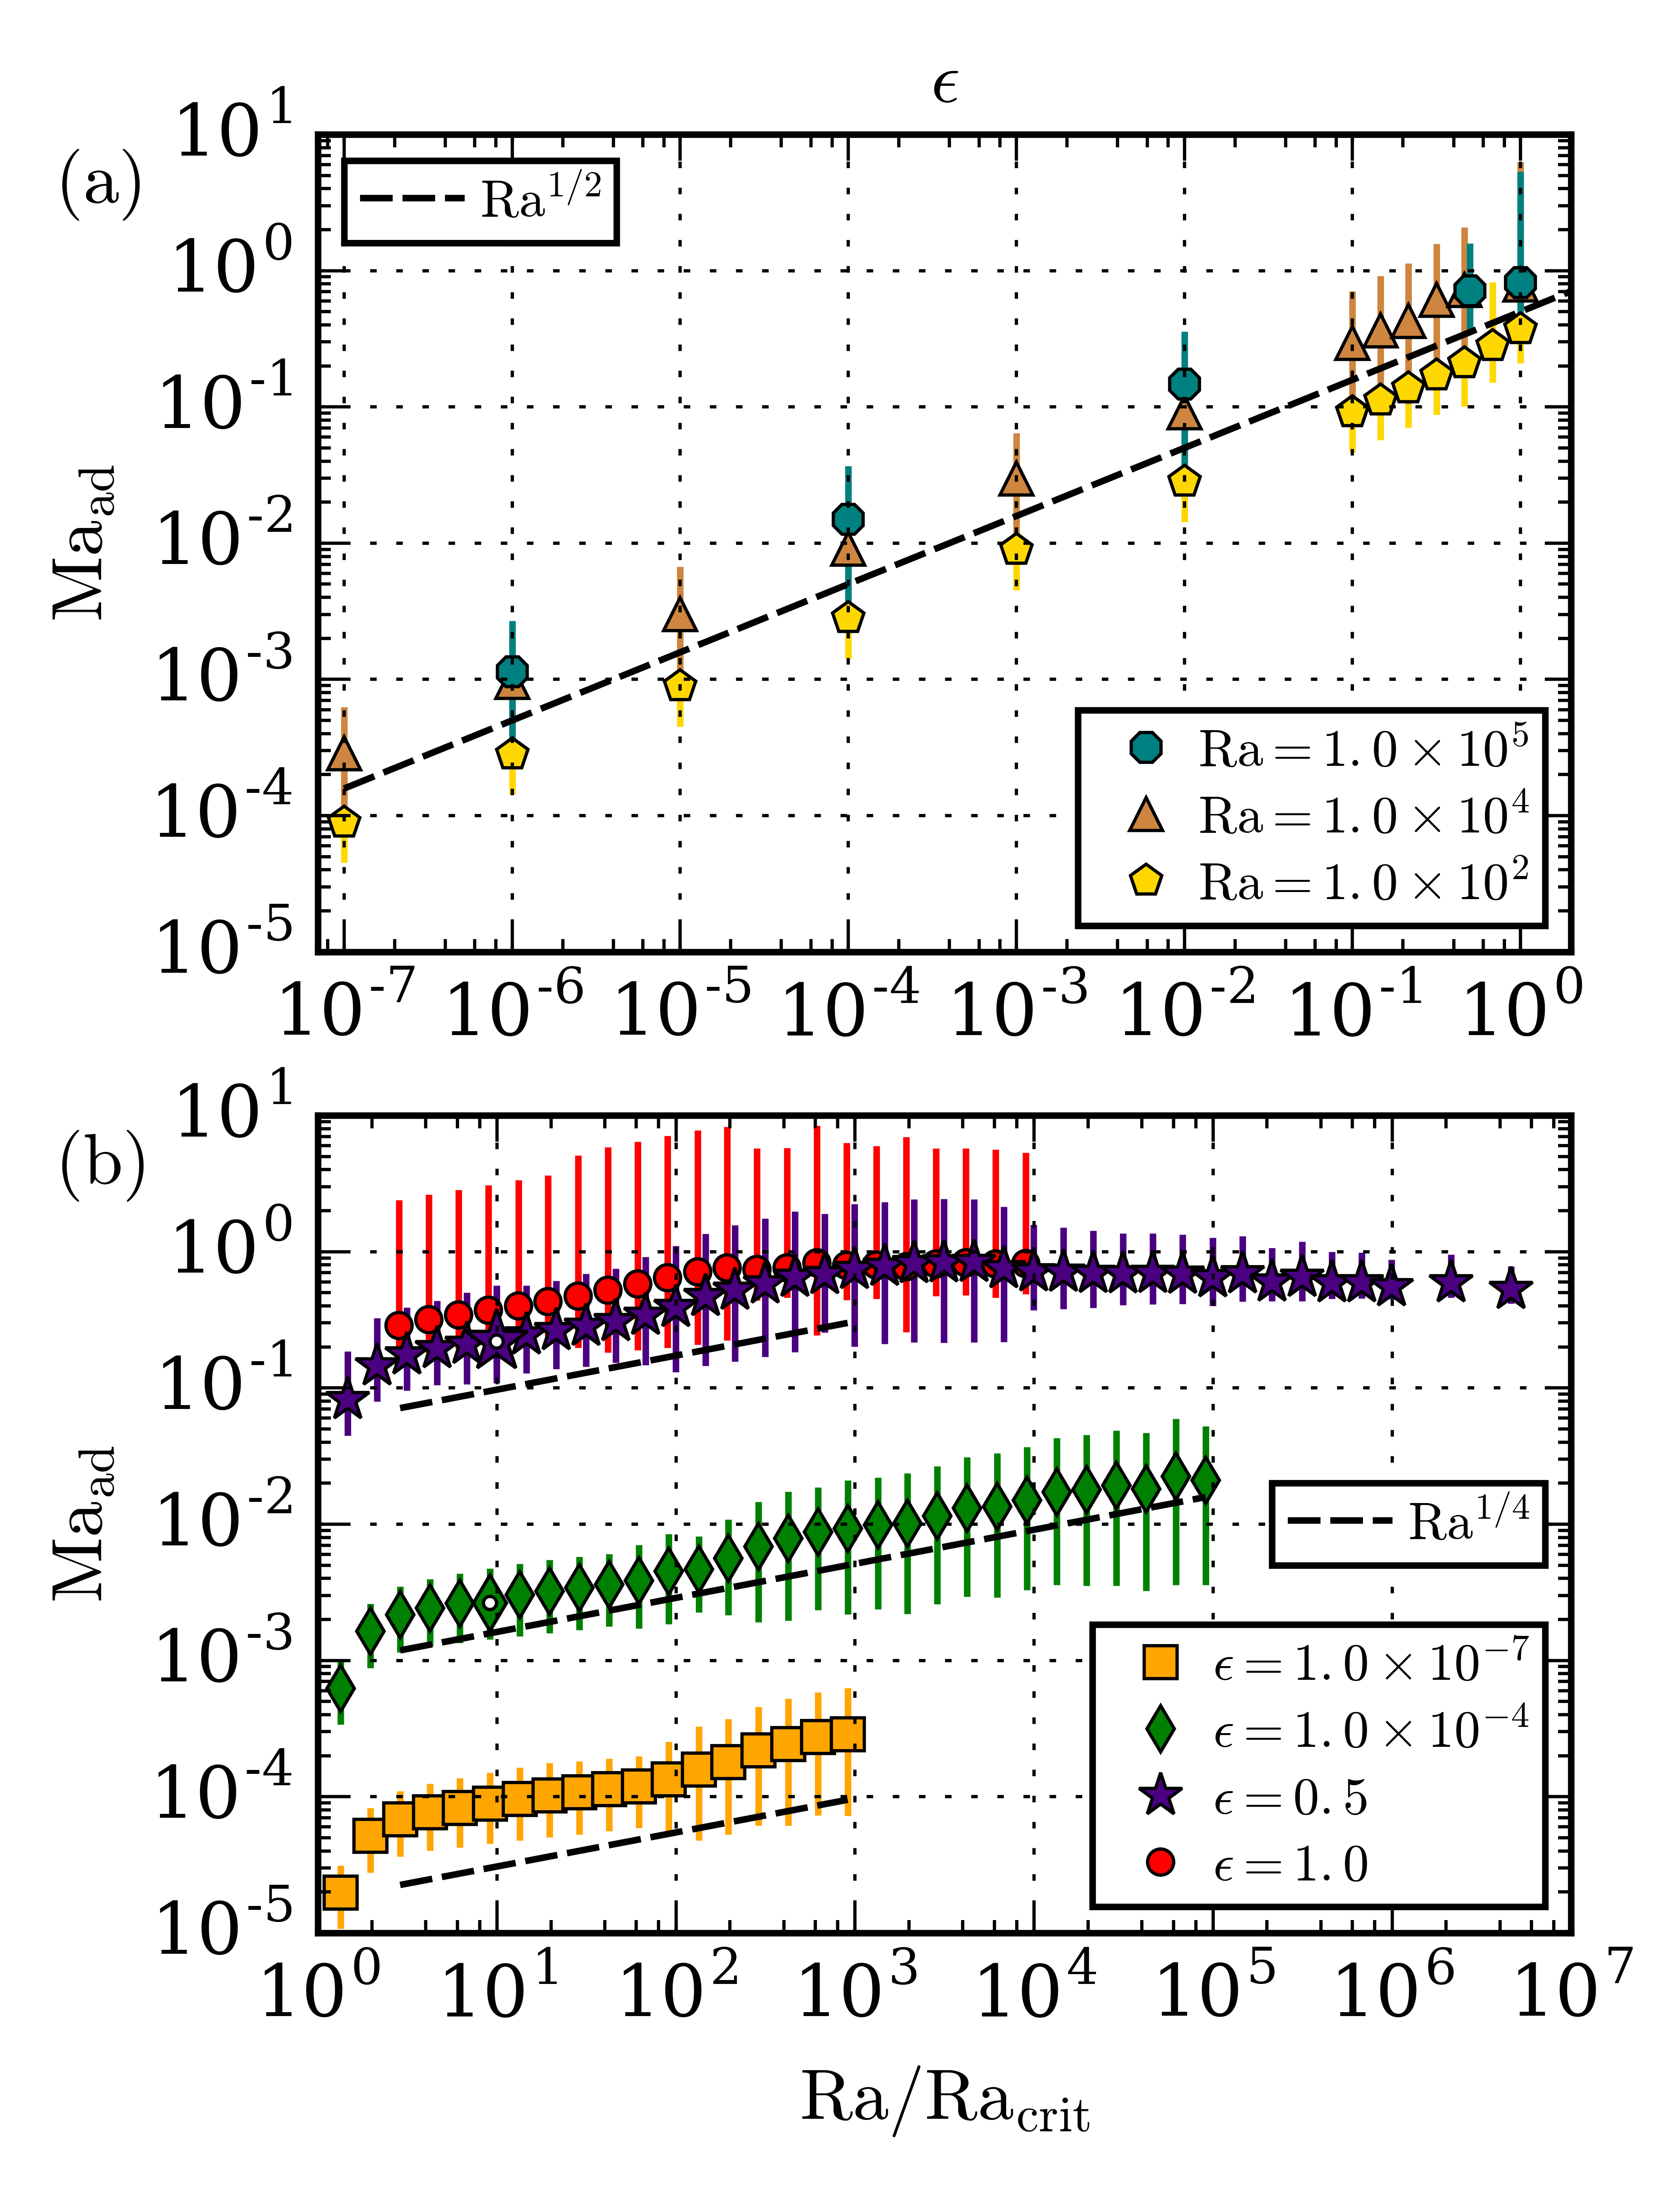 ϵ
(a)
10^1
10^0
10^-1
10^-2
10^-3
10^-4
10^-5
Ma_ad
Ra^{1/2}
Ra = 1.0 × 10^5
Ra = 1.0 × 10^4
Ra = 1.0 × 10^2
10^-7 10^-6 10^-5 10^-4 10^-3 10^-2 10^-1 10^0
(b)
10^1
10^0
10^-1
10^-2
10^-3
10^-4
10^-5
Ma_ad
Ra^{1/4}
ϵ = 1.0 × 10^{−7}
ϵ = 1.0 × 10^{−4}
ϵ = 0.5
ϵ = 1.0
10^0 10^1 10^2 10^3 10^4 10^5 10^6 10^7
Ra/Ra_crit